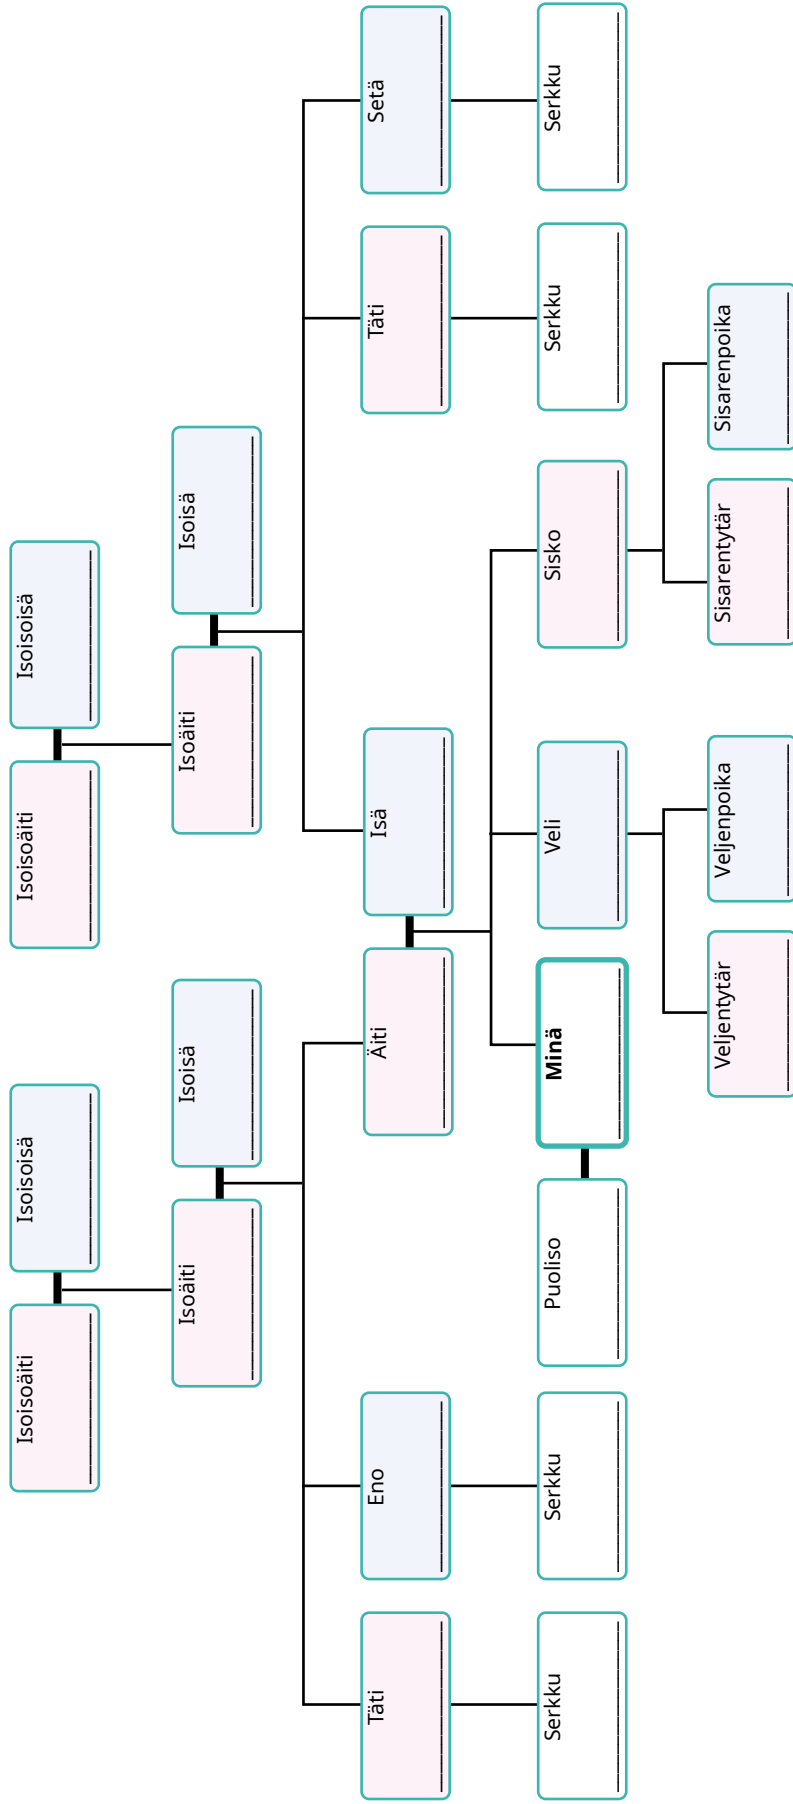 Isoisoäiti
Isoisoisä
Isoisoäiti
Isoisoisä
Isoäiti
Isoisä
Isoäiti
Isoisä
Täti
Eno
Äiti
Isä
Täti
Setä
Serkku
Serkku
Puoliso
Minä
Veli
Sisko
Serkku
Serkku
Veljentytär
Veljenpoika
Sisarentytär
Sisarenpoika